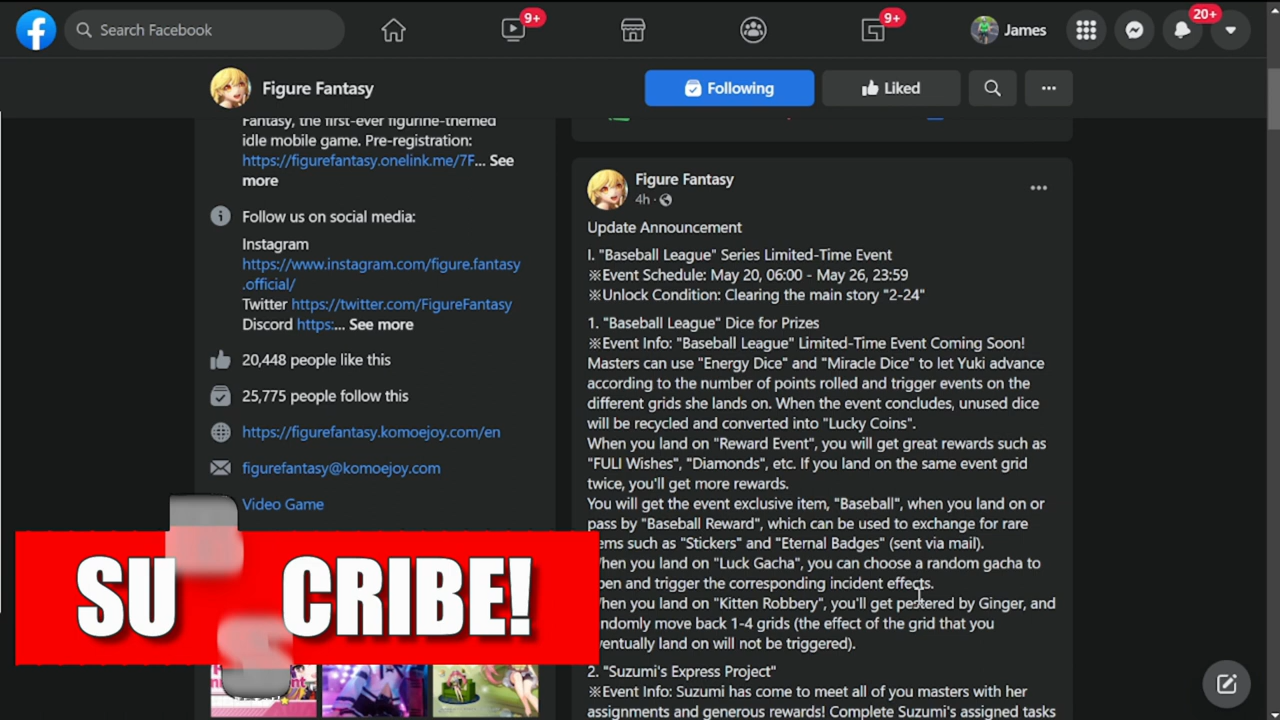 Search Facebook
9+
9+
James
20+
Figure Fantasy
Following
Liked
Fantasy, the first-ever figurine-themed
idle mobile game. Pre-registration:
https://figurefantasy.onelink.me/7F... See
more
Follow us on social media:
Instagram
https://www.instagram.com/figure.fantasy
.official/
Twitter https://twitter.com/FigureFantasy
Discord https:... See more
20,448 people like this
25,775 people follow this
https://figurefantasy.komoejoy.com/en
figurefantasy@komoejoy.com
Video Game
SU CRIBE!
Figure Fantasy
4h ·
Update Announcement
I. "Baseball League" Series Limited-Time Event
※Event Schedule: May 20, 06:00 - May 26, 23:59
※Unlock Condition: Clearing the main story "2-24"
1. "Baseball League" Dice for Prizes
※Event Info: "Baseball League" Limited-Time Event Coming Soon!
Masters can use "Energy Dice" and "Miracle Dice" to let Yuki advance
according to the number of points rolled and trigger events on the
different grids she lands on. When the event concludes, unused dice
will be recycled and converted into "Lucky Coins".
When you land on "Reward Event", you will get great rewards such as
"FULI Wishes", "Diamonds", etc. If you land on the same event grid
twice, you'll get more rewards.
You will get the event exclusive item, "Baseball", when you land on or
pass by "Baseball Reward", which can be used to exchange for rare
ems such as "Stickers" and "Eternal Badges" (sent via mail).
hen you land on "Luck Gacha", you can choose a random gacha to
pen and trigger the corresponding incident effects.
hen you land on "Kitten Robbery", you'll get pestered by Ginger, and
ndomly move back 1-4 grids (the effect of the grid that you
entually land on will not be triggered).
2. "Suzumi's Express Project"
※Event Info: Suzumi has come to meet all of you masters with her
assignments and generous rewards! Complete Suzumi's assigned tasks